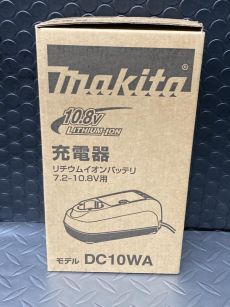 makita
10.8V
LITHIUM-ION
充電器
リチウムイオンバッテリ
7.2-10.8V用
モデル DC10WA